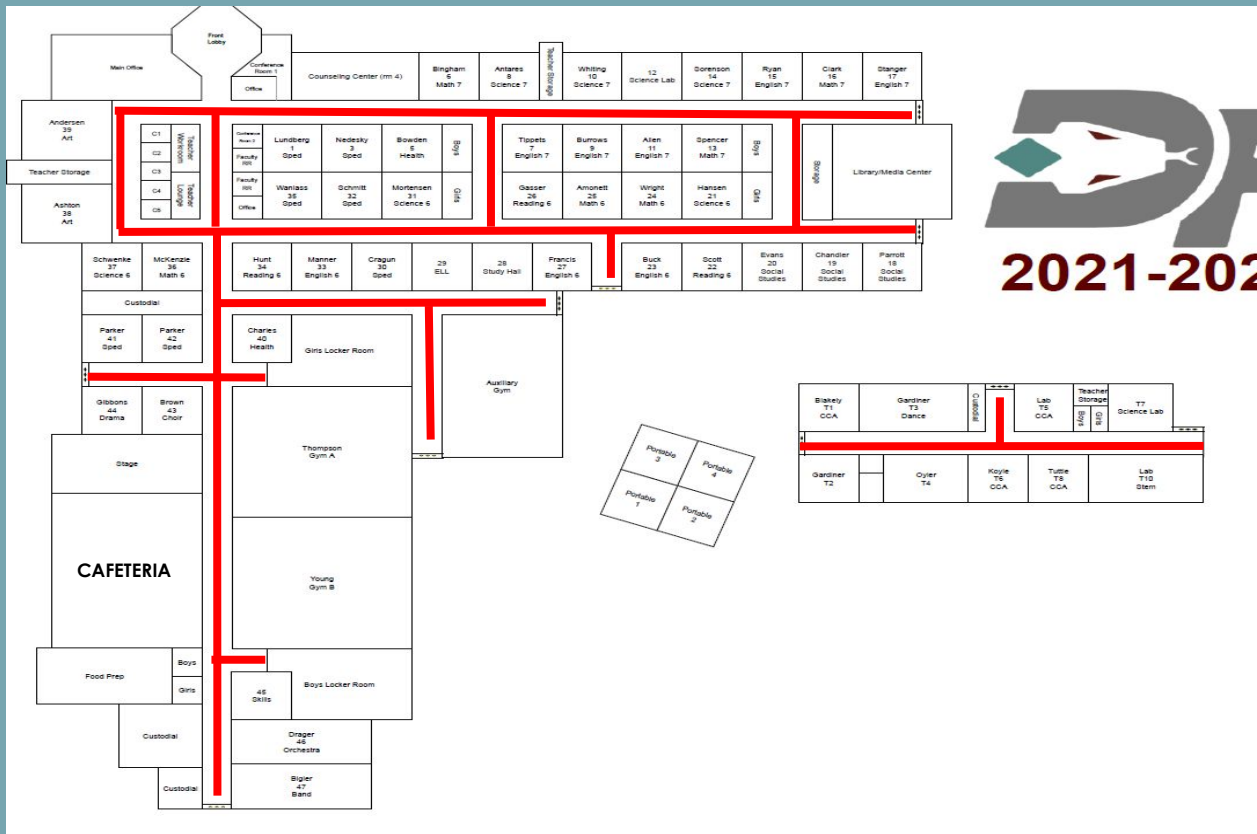 Front
Lobby
Main Office
Conference
Room 1
Office
Counseling Center (rm 4)
Bingham
6
Math 7
Antares
8
Science 7
Teacher Storage
Whiting
10
Science 7
12
Science Lab
Sorenson
14
Science 7
Ryan
15
English 7
Clark
16
Math 7
Stanger
17
English 7
Andersen
39
Art
Teacher Storage
Ashton
38
Art
C1
C2
C3
C4
C5
Teacher
Workroom
Teacher
Lounge
Conference
Room 2
Faculty
RR
Faculty
RR
Office
Lundberg
1
Sped
Nedesky
3
Sped
Bowden
5
Health
Boys
Wanlass
35
Sped
Schmitt
32
Sped
Mortensen
31
Science 6
Girls
Tippets
7
English 7
Burrows
9
English 7
Allen
11
English 7
Spencer
13
Math 7
Boys
Gasser
26
Reading 6
Amonett
25
Math 6
Wright
24
Math 6
Hansen
21
Science 6
Girls
Storage
Library/Media Center
Schwenke
37
Science 6
McKenzie
36
Math 6
Hunt
34
Reading 6
Manner
33
English 6
Cragun
30
Sped
29
ELL
28
Study Hall
Francis
27
English 6
Buck
23
English 6
Scott
22
Reading 6
Evans
20
Social
Studies
Chandler
19
Social
Studies
Parrott
18
Social
Studies
2021-202
Custodial
Parker
41
Sped
Parker
42
Sped
Charles
40
Health
Girls Locker Room
Auxiliary
Gym
Gibbons
44
Drama
Brown
43
Choir
Stage
Thompson
Gym A
CAFETERIA
Young
Gym B
Food Prep
Boys
Girls
45
Skills
Boys Locker Room
Custodial
Drager
46
Orchestra
Custodial
Bigler
47
Band
Portable
3
Portable
4
Portable
1
Portable
2
Blakely
T1
CCA
Gardiner
T3
Dance
Custodial
Lab
T5
CCA
Teacher
Storage
Boys
Girls
T7
Science Lab
Gardiner
T2
Oyler
T4
Koyle
T6
CCA
Tuttle
T8
CCA
Lab
T10
Stem